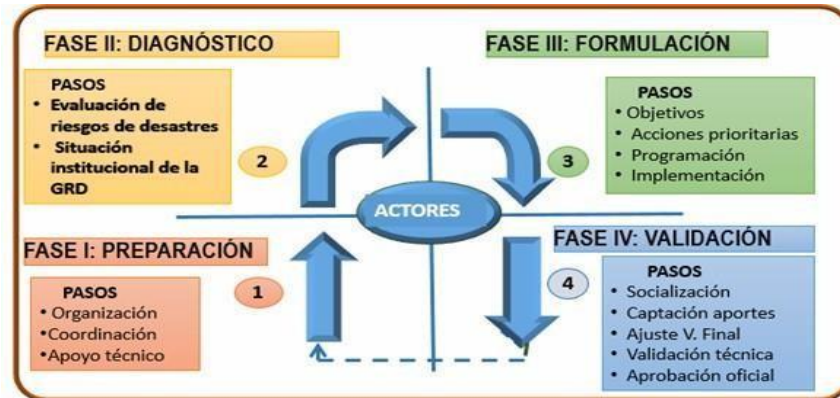 FASE II: DIAGNÓSTICO
PASOS
• Evaluación de
riesgos de desastres
• Situación
institucional de la
GRD
2
FASE III: FORMULACIÓN
PASOS
• Objetivos
• Acciones prioritarias
• Programación
• Implementación
3
ACTORES
FASE I: PREPARACIÓN
PASOS
• Organización
• Coordinación
• Apoyo técnico
1
FASE IV: VALIDACIÓN
PASOS
• Socialización
• Captación aportes
• Ajuste V. Final
• Validación técnica
• Aprobación oficial
4